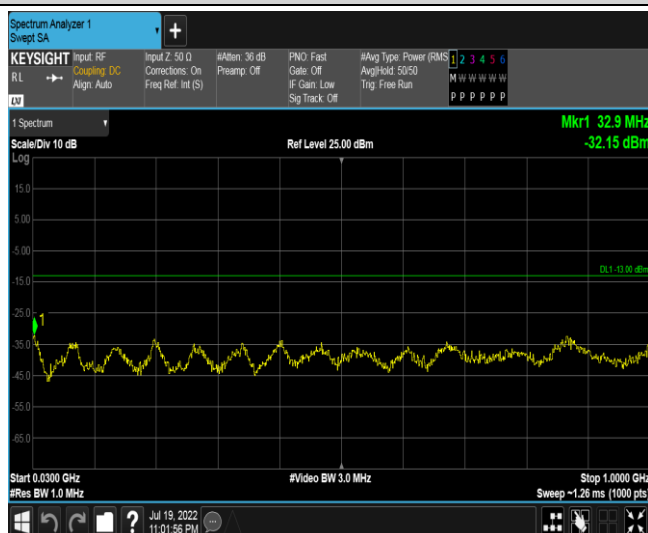 Spectrum Analyzer 1
Swept SA
+
KEYSIGHT
RL
LXI
Input: RF
Coupling: DC
Align: Auto
Input Z: 50 Ω
Corrections: On
Freq Ref: Int (S)
#Atten: 36 dB
Preamp: Off
PNO: Fast
Gate: Off
IF Gain: Low
Sig Track: Off
#Avg Type: Power (RMS
Avg|Hold: 50/50
Trig: Free Run
1 2 3 4 5 6
M W W W W W
P P P P P P
1 Spectrum
Mkr1 32.9 MHz
Scale/Div 10 dB
Ref Level 25.00 dBm
-32.15 dBm
Log
15.0
5.00
-5.00
DL1 -13.00 dBm
-15.0
-25.0
1
-35.0
-45.0
-55.0
-65.0
Start 0.0300 GHz
#Video BW 3.0 MHz
Stop 1.0000 GHz
#Res BW 1.0 MHz
Sweep ~1.26 ms (1000 pts)
?
Jul 19, 2022
11:01:56 PM